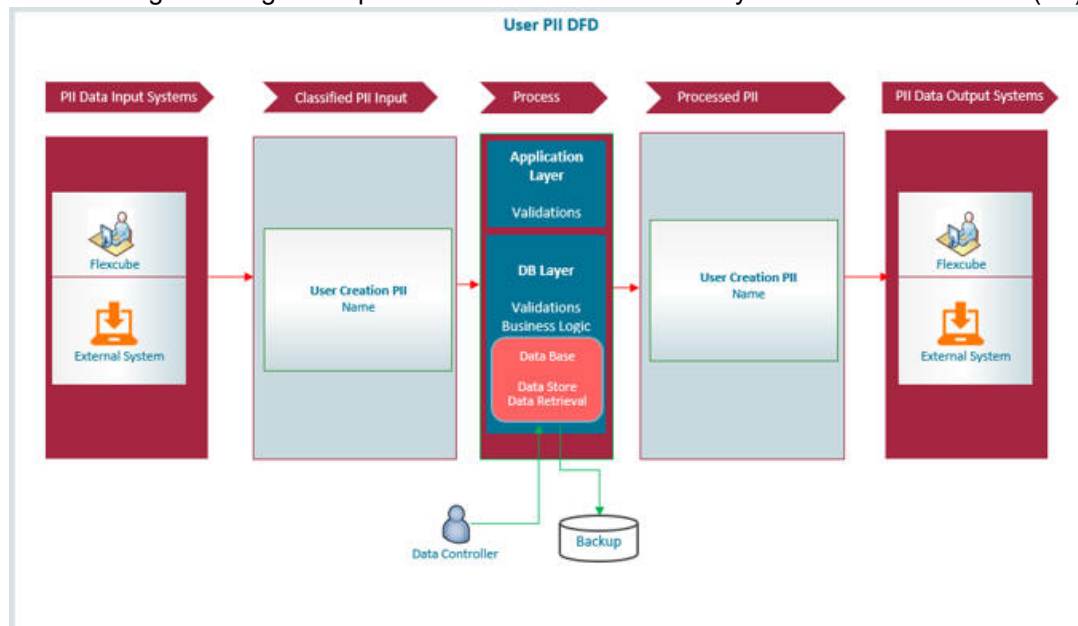 User PII DFD
PII Data Input Systems
Classified PII Input
Process
Processed PII
PII Data Output Systems
Flexcube
External System
User Creation PII
Name
Application
Layer
Validations
DB Layer
Validations
Business Logic
Data Base
Data Store
Data Retrieval
User Creation PII
Name
Flexcube
External System
Data Controller
Backup